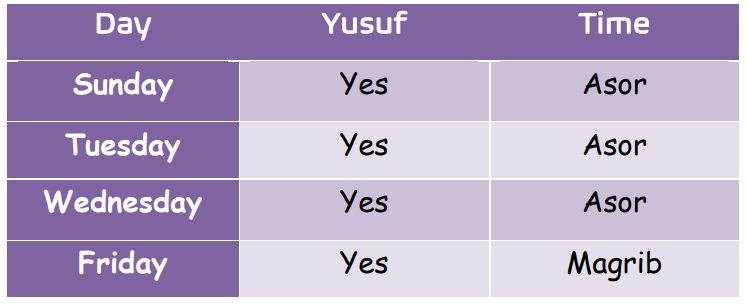 Day Yusuf Time
Sunday Yes Asor
Tuesday Yes Asor
Wednesday Yes Asor
Friday Yes Magrib